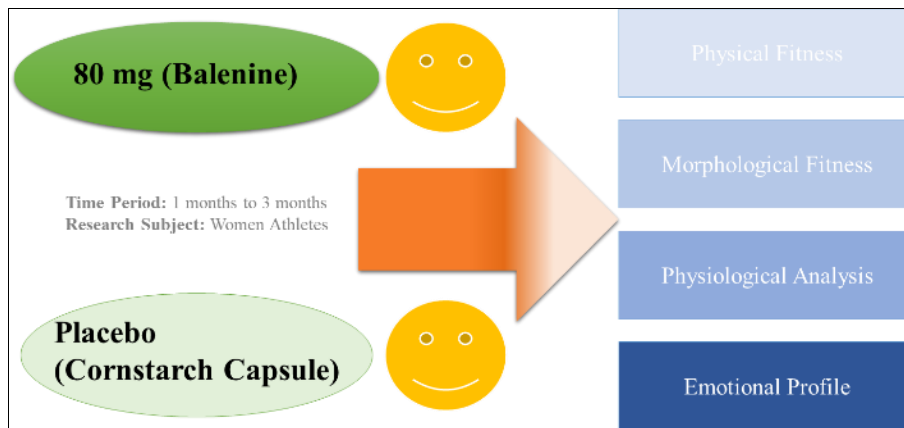 80 mg (Balenine)
Time Period: 1 months to 3 months
Research Subject: Women Athletes
Placebo
(Cornstarch Capsule)
Physical Fitness
Morphological Fitness
Physiological Analysis
Emotional Profile